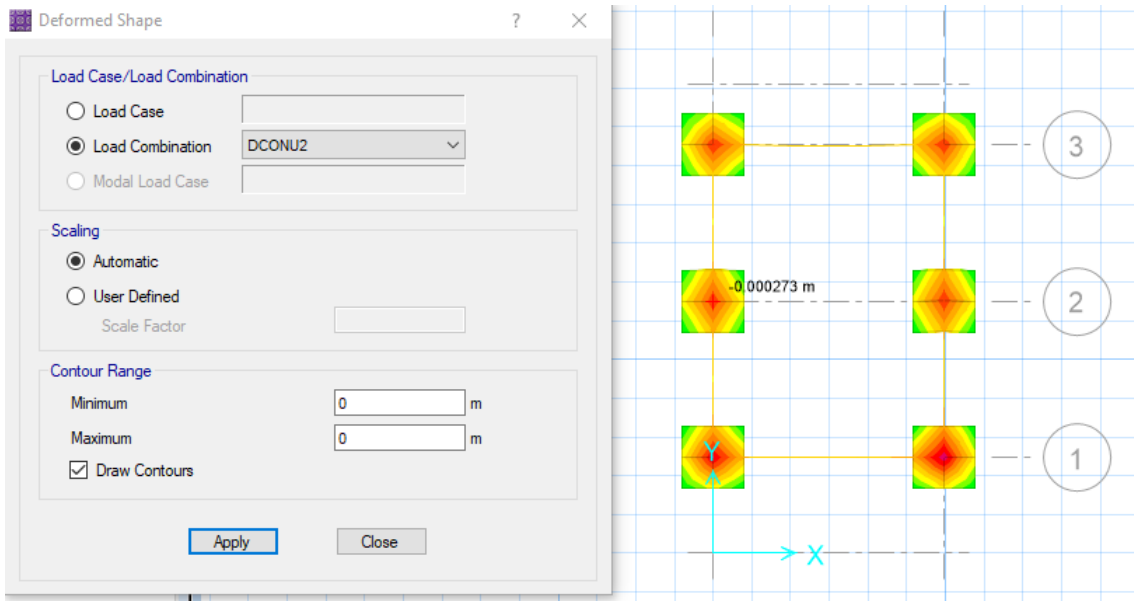 Deformed Shape
?
Load Case/Load Combination
Load Case
Load Combination
DCONU2
Modal Load Case
Scaling
Automatic
User Defined
Scale Factor
Contour Range
Minimum
0
m
Maximum
0
m
Draw Contours
Apply
Close
3
-0.000273 m
2
Y
1
X